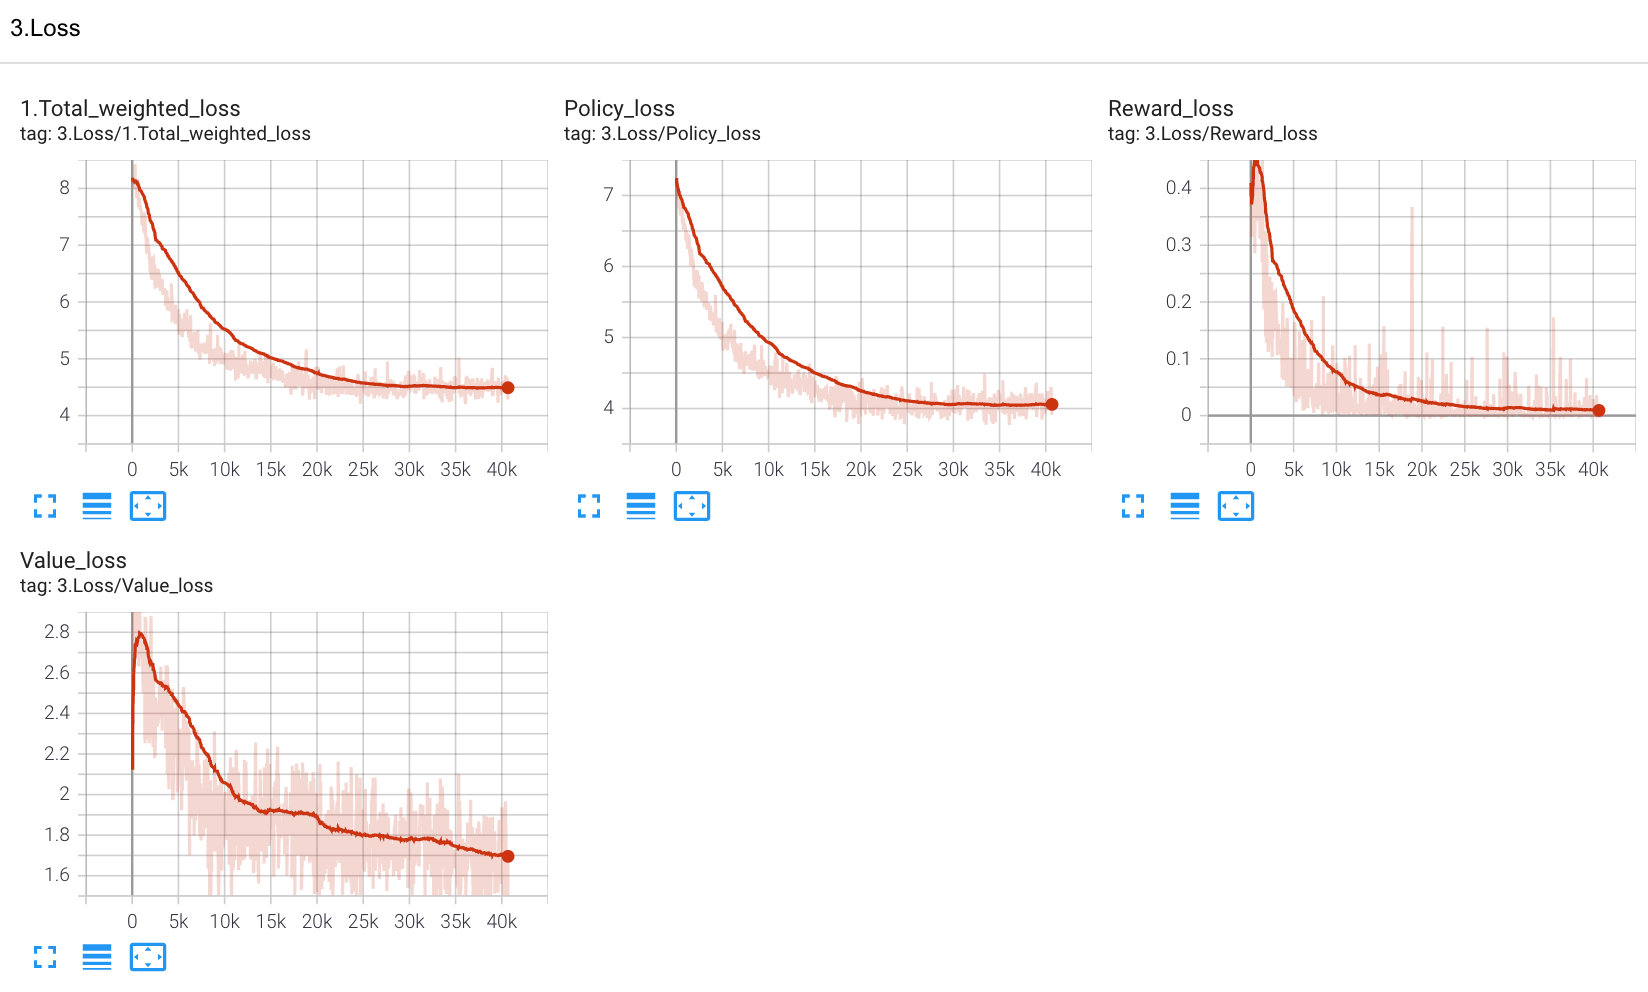 3.Loss
1.Total_weighted_loss
tag: 3.Loss/1.Total_weighted_loss
8
7
6
5
4
0 5k 10k 15k 20k 25k 30k 35k 40k
Policy_loss
tag: 3.Loss/Policy_loss
7
6
5
4
0 5k 10k 15k 20k 25k 30k 35k 40k
Reward_loss
tag: 3.Loss/Reward_loss
0.4
0.3
0.2
0.1
0
0 5k 10k 15k 20k 25k 30k 35k 40k
Value_loss
tag: 3.Loss/Value_loss
2.8
2.6
2.4
2.2
2
1.8
1.6
0 5k 10k 15k 20k 25k 30k 35k 40k